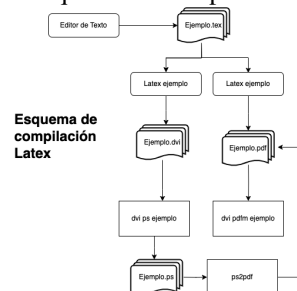 Editor de Texto
Ejemplo.tex
Latex ejemplo
Latex ejemplo
Esquema de
compilación
Latex
Ejemplo.dvi
Ejemplo.pdf
dvi ps ejemplo
dvi pdfm ejemplo
Ejemplo.ps
ps2pdf